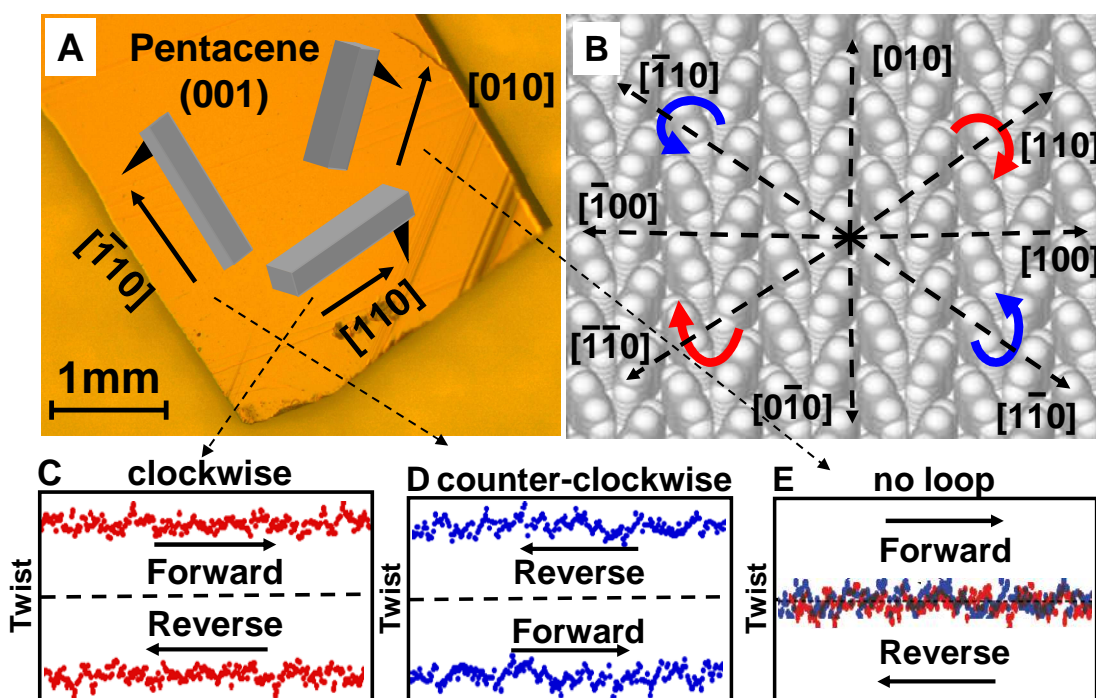 A
Pentacene
(001)
[010]
[1̅10]
[110]
1mm
B
[1̅10]
[010]
[110]
[1̅00]
[100]
[1̅1̅0]
[01̅0]
[11̅0]
C
clockwise
Twist
Forward
Reverse
D counter-clockwise
Twist
Reverse
Forward
E
no loop
Twist
Forward
Reverse